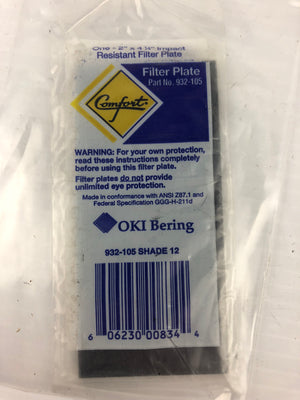 One - 2" x 4¼" Impact
Resistant Filter Plate
Filter Plate
Part No. 932-105
Comfort
WARNING: For your own protection,
read these instructions completely
before using this filter plate.
Filter plates do not provide
unlimited eye protection.
Made in conformance with ANSI Z87.1 and
Federal Specification GGG-H-211d
OKI Bering
932-105 SHADE 12
6 06230 00834 4